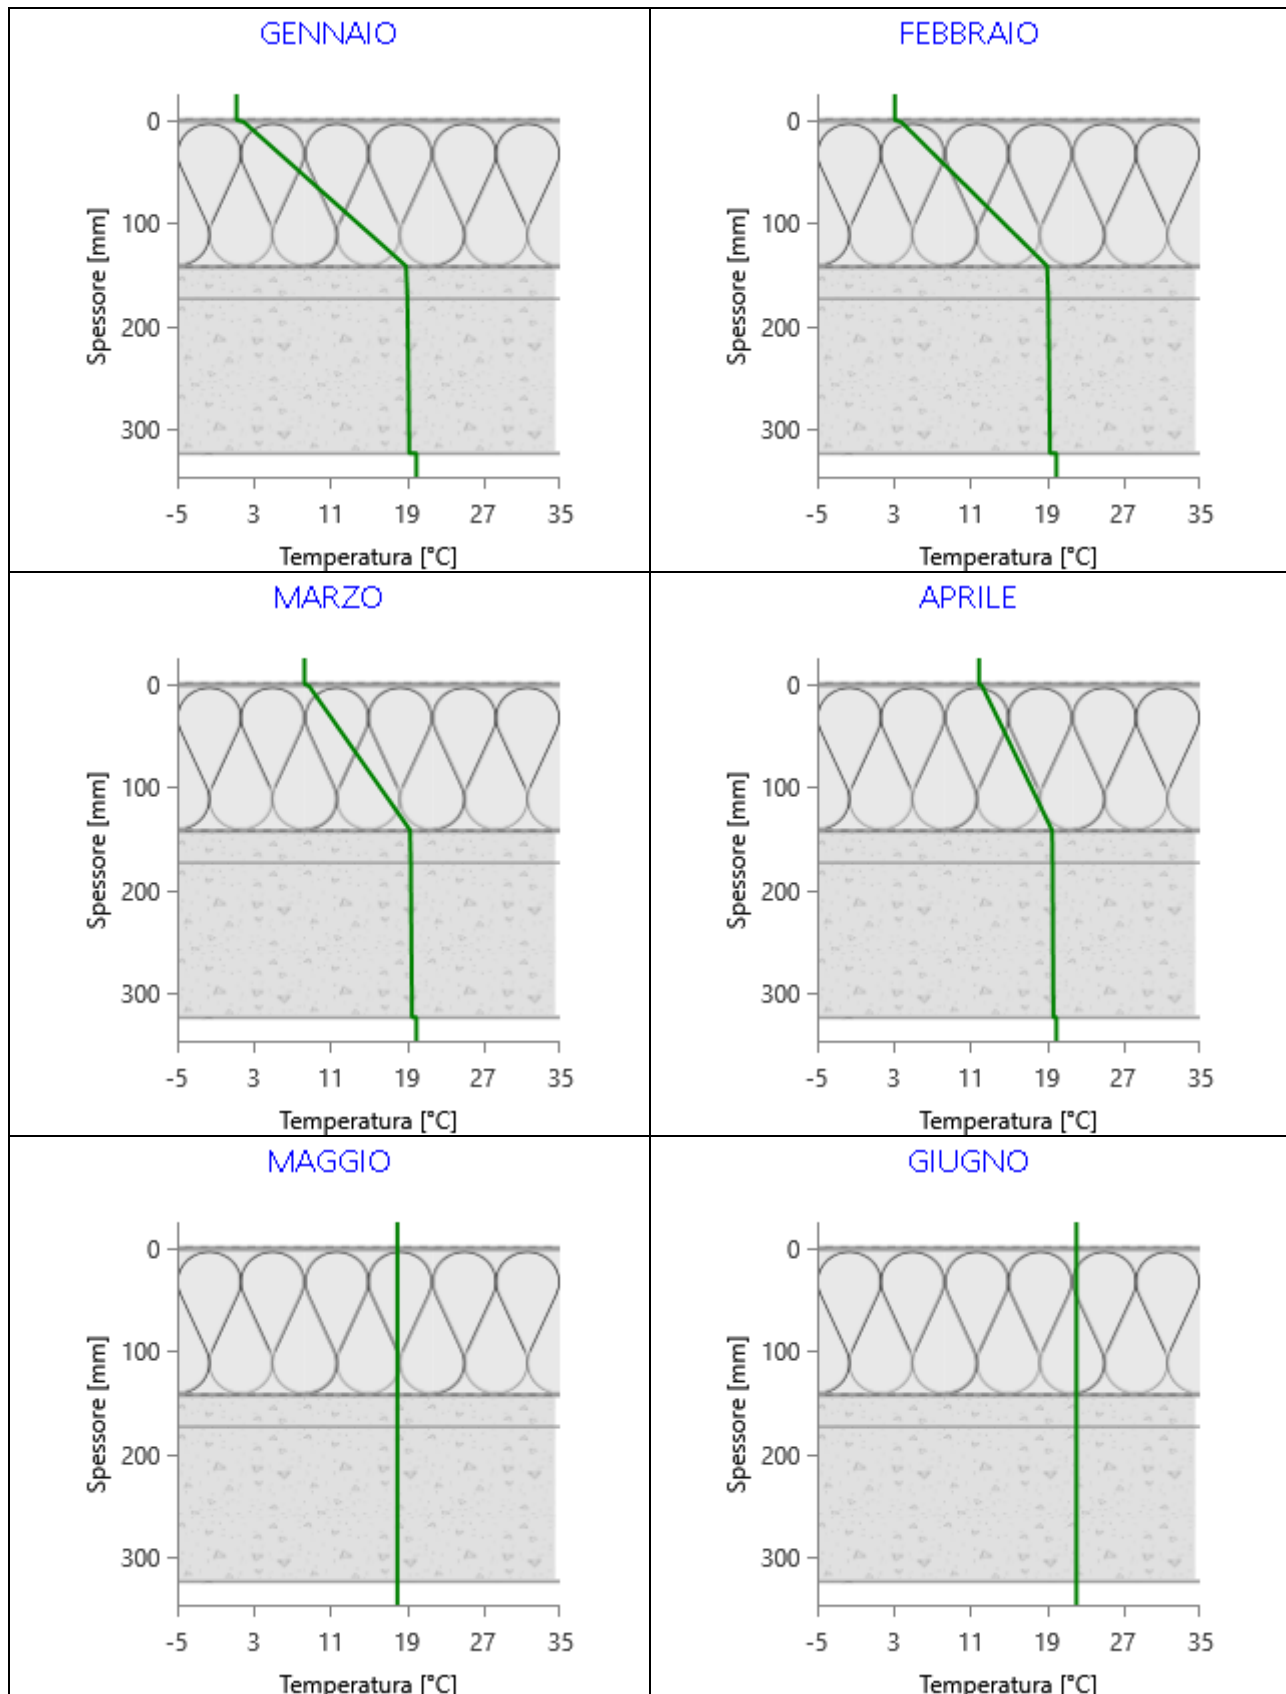 GENNAIO
0
100
200
300
Spessore [mm]
-5 3 11 19 27 35
Temperatura [°C]
FEBBRAIO
0
100
200
300
Spessore [mm]
-5 3 11 19 27 35
Temperatura [°C]
MARZO
0
100
200
300
Spessore [mm]
-5 3 11 19 27 35
Temperatura [°C]
APRILE
0
100
200
300
Spessore [mm]
-5 3 11 19 27 35
Temperatura [°C]
MAGGIO
0
100
200
300
Spessore [mm]
-5 3 11 19 27 35
Temperatura [°C]
GIUGNO
0
100
200
300
Spessore [mm]
-5 3 11 19 27 35
Temperatura [°C]